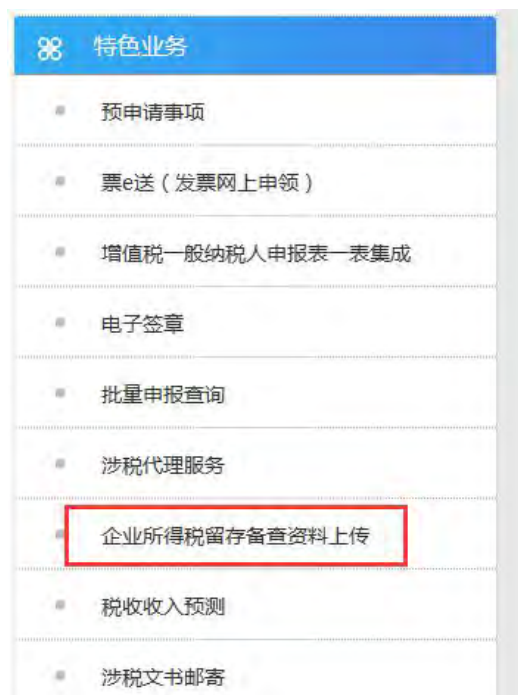 特色业务
预申请事项
票e送（发票网上申领）
增值税一般纳税人申报表一表集成
电子签章
批量申报查询
涉税代理服务
企业所得税留存备查资料上传
税收收入预测
涉税文书邮寄